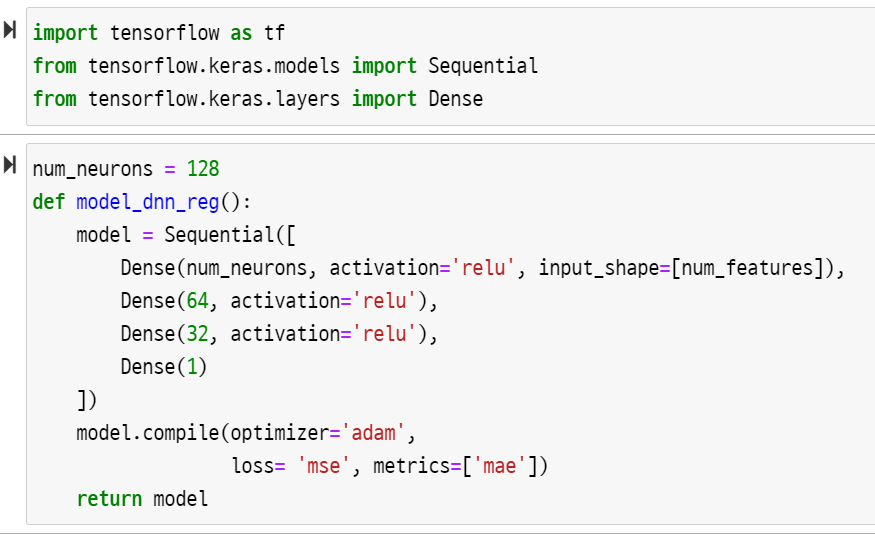 import tensorflow as tf
from tensorflow.keras.models import Sequential
from tensorflow.keras.layers import Dense
num_neurons = 128
def model_dnn_reg():
    model = Sequential([
        Dense(num_neurons, activation='relu', input_shape=[num_features]),
        Dense(64, activation='relu'),
        Dense(32, activation='relu'),
        Dense(1)
    ])
    model.compile(optimizer='adam',
                  loss= 'mse', metrics=['mae'])
    return model